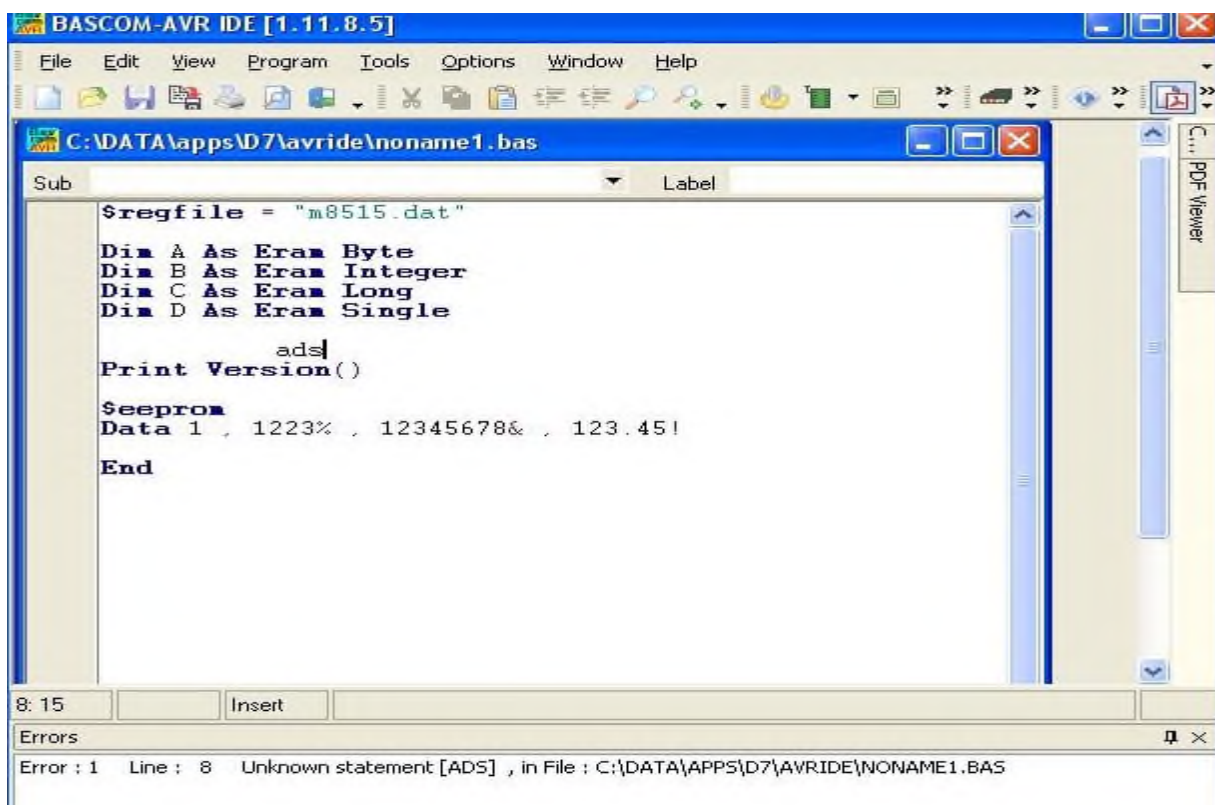 BASCOM-AVR IDE [1.11.8.5]
File Edit View Program Tools Options Window Help
C:\DATA\apps\D7\avride\noname1.bas
Sub Label
C... PDF Viewer
$regfile = "m8515.dat"
Dim A As Eram Byte
Dim B As Eram Integer
Dim C As Eram Long
Dim D As Eram Single
ads
Print Version()
$eeprom
Data 1 , 1223% , 12345678& , 123.45!
End
8: 15 Insert
Errors
Error : 1 Line : 8 Unknown statement [ADS] , in File : C:\DATA\APPS\D7\AVRIDE\NONAME1.BAS